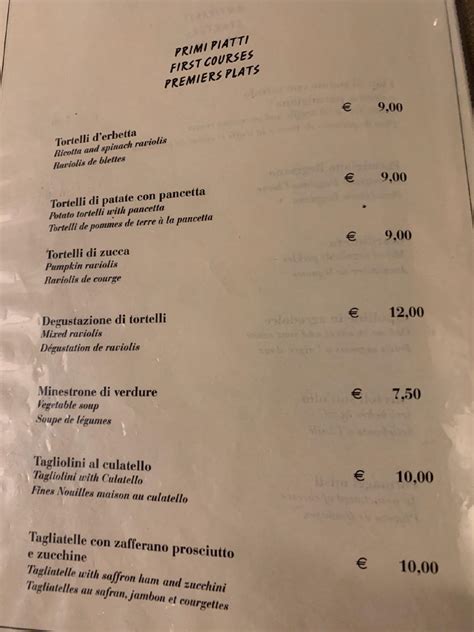 PRIMI PIATTI
FIRST COURSES
PREMIERS PLATS
Tortelli d'erbetta € 9,00
Ricotta and spinach raviolis
Raviolis de blettes
Tortelli di patate con pancetta € 9,00
Potato tortelli with pancetta
Tortelli de pommes de terre à la pancetta
Tortelli di zucca € 9,00
Pumpkin raviolis
Raviolis de courge
Degustazione di tortelli € 12,00
Mixed raviolis
Dégustation de raviolis
Minestrone di verdure € 7,50
Vegetable soup
Soupe de légumes
Tagliolini al culatello € 10,00
Tagliolini with Culatello
Fines Nouilles maison au culatello
Tagliatelle con zafferano prosciutto
e zucchine € 10,00
Tagliatelle with saffron ham and zucchini
Tagliatelles au safran, jambon et courgettes